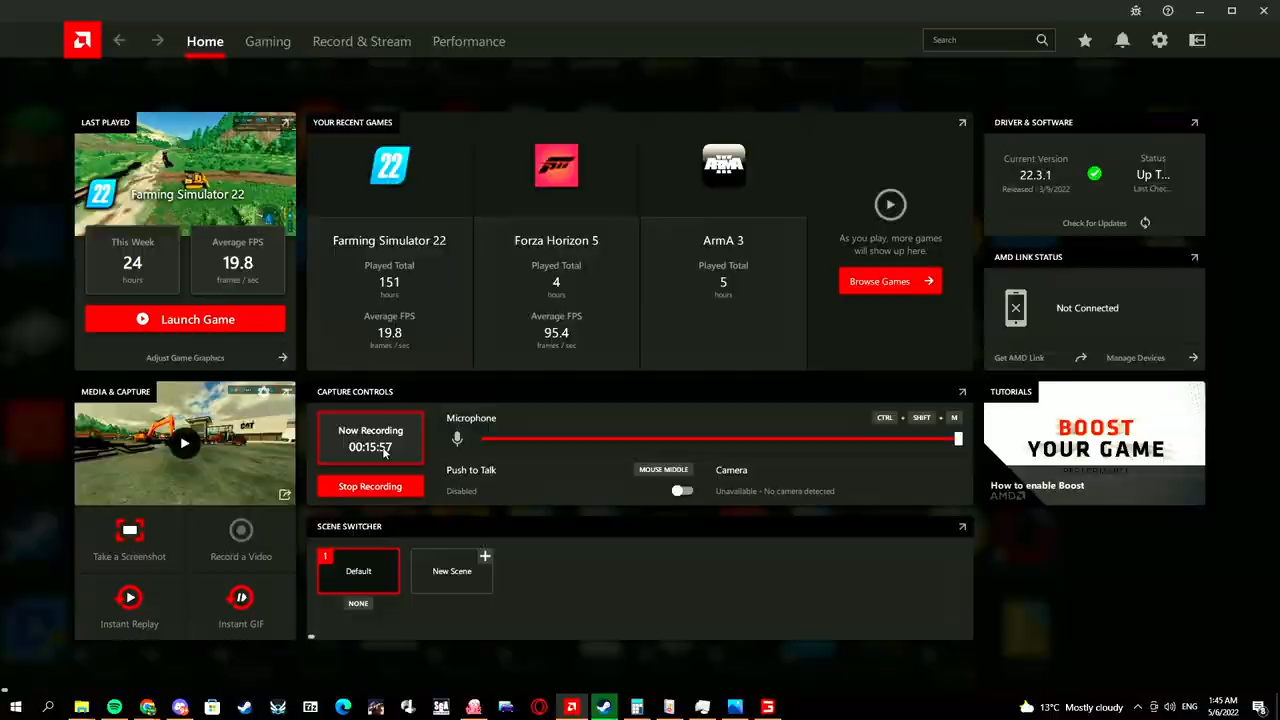 Home
Gaming
Record & Stream
Performance
Search
LAST PLAYED
22
Farming Simulator 22
This Week
24
hours
Average FPS
19.8
frames / sec
Launch Game
Adjust Game Graphics
YOUR RECENT GAMES
22
ARMA
III
Farming Simulator 22
Played Total
151
hours
Average FPS
19.8
frames / sec
Forza Horizon 5
Played Total
4
hours
Average FPS
95.4
frames / sec
ArmA 3
Played Total
5
hours
As you play, more games
will show up here.
Browse Games
DRIVER & SOFTWARE
Current Version
22.3.1
Released : 3/9/2022
Status
Up T...
Last Chec...
Check for Updates
AMD LINK STATUS
Not Connected
Get AMD Link
Manage Devices
MEDIA & CAPTURE
CAT
Take a Screenshot
Record a Video
Instant Replay
Instant GIF
CAPTURE CONTROLS
Now Recording
00:15:57
Stop Recording
Microphone
CTRL + SHIFT + M
Push to Talk
MOUSE MIDDLE
Disabled
Camera
Unavailable - No camera detected
SCENE SWITCHER
1
Default
NONE
New Scene
TUTORIALS
BOOST
YOUR GAME
How to enable Boost
AMD
13°C Mostly cloudy
ENG
1:45 AM
5/6/2022